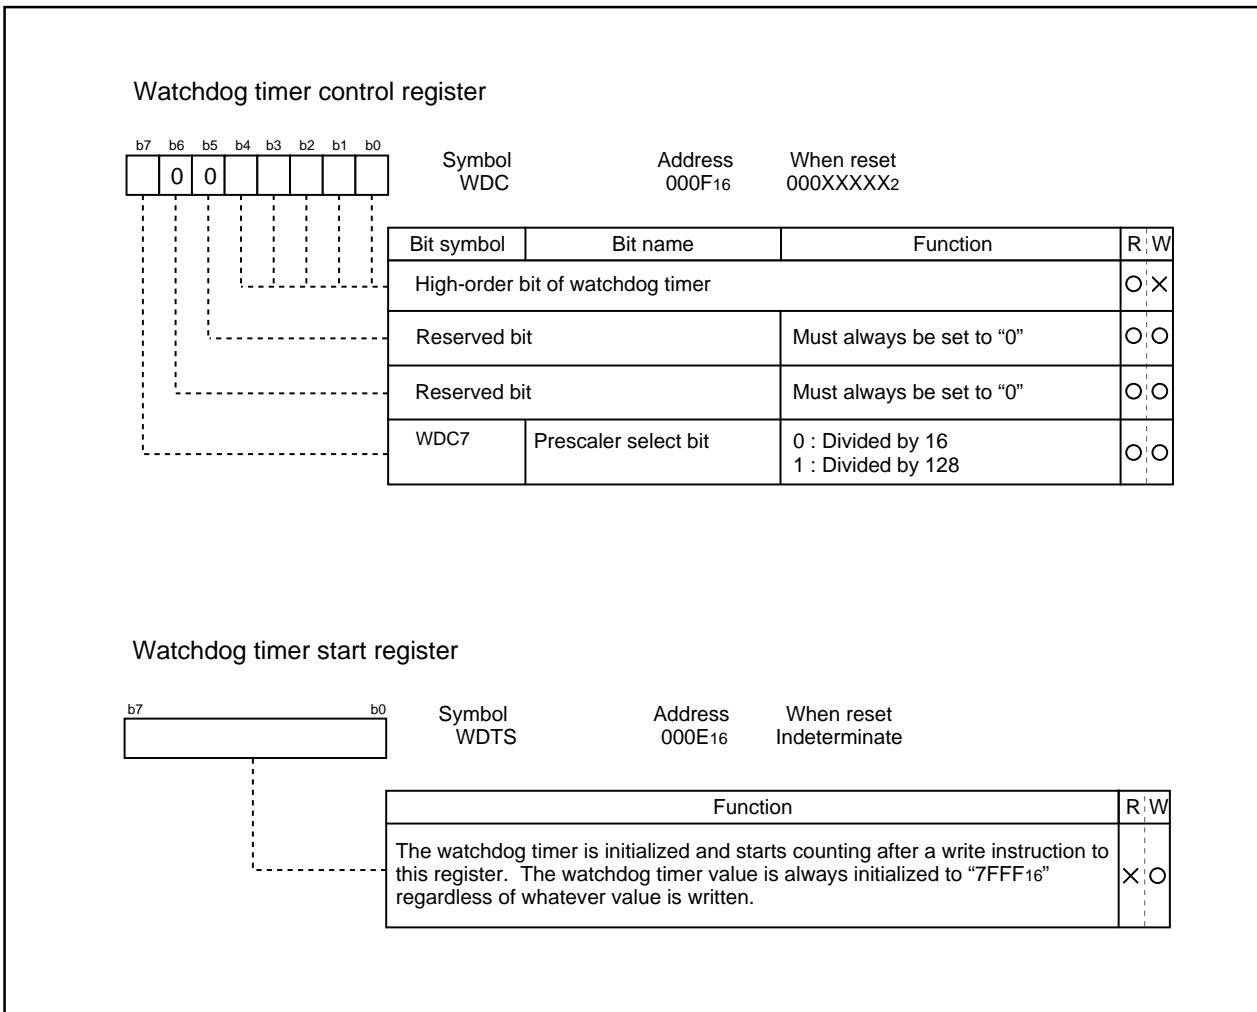 Watchdog timer control register
b7 b6 b5 b4 b3 b2 b1 b0
0 0
Symbol Address When reset
WDC 000F16 000XXXXX2
Bit symbol Bit name Function R W
High-order bit of watchdog timer ○ ×
Reserved bit Must always be set to “0” ○ ○
Reserved bit Must always be set to “0” ○ ○
WDC7 Prescaler select bit 0 : Divided by 16
1 : Divided by 128 ○ ○
Watchdog timer start register
b7 b0
Symbol Address When reset
WDTS 000E16 Indeterminate
Function R W
The watchdog timer is initialized and starts counting after a write instruction to
this register. The watchdog timer value is always initialized to “7FFF16” × ○
regardless of whatever value is written.